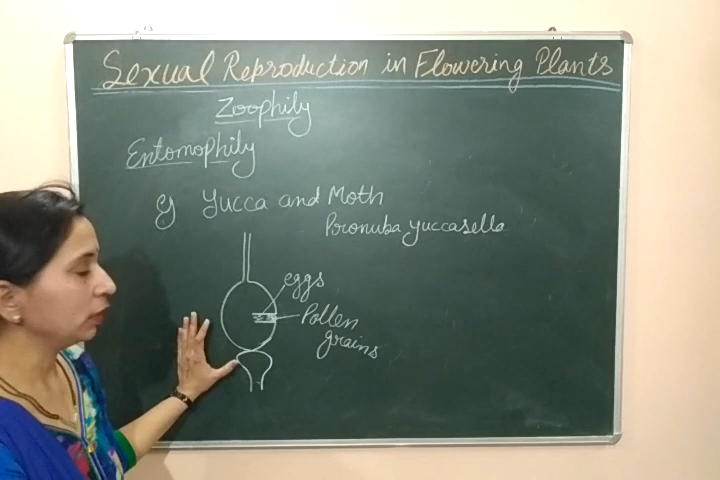 Sexual Reproduction in Flowering Plants
Zoophily
Entomophily
eg Yucca and Moth
Pronuba yuccasella
eggs
Pollen
grains